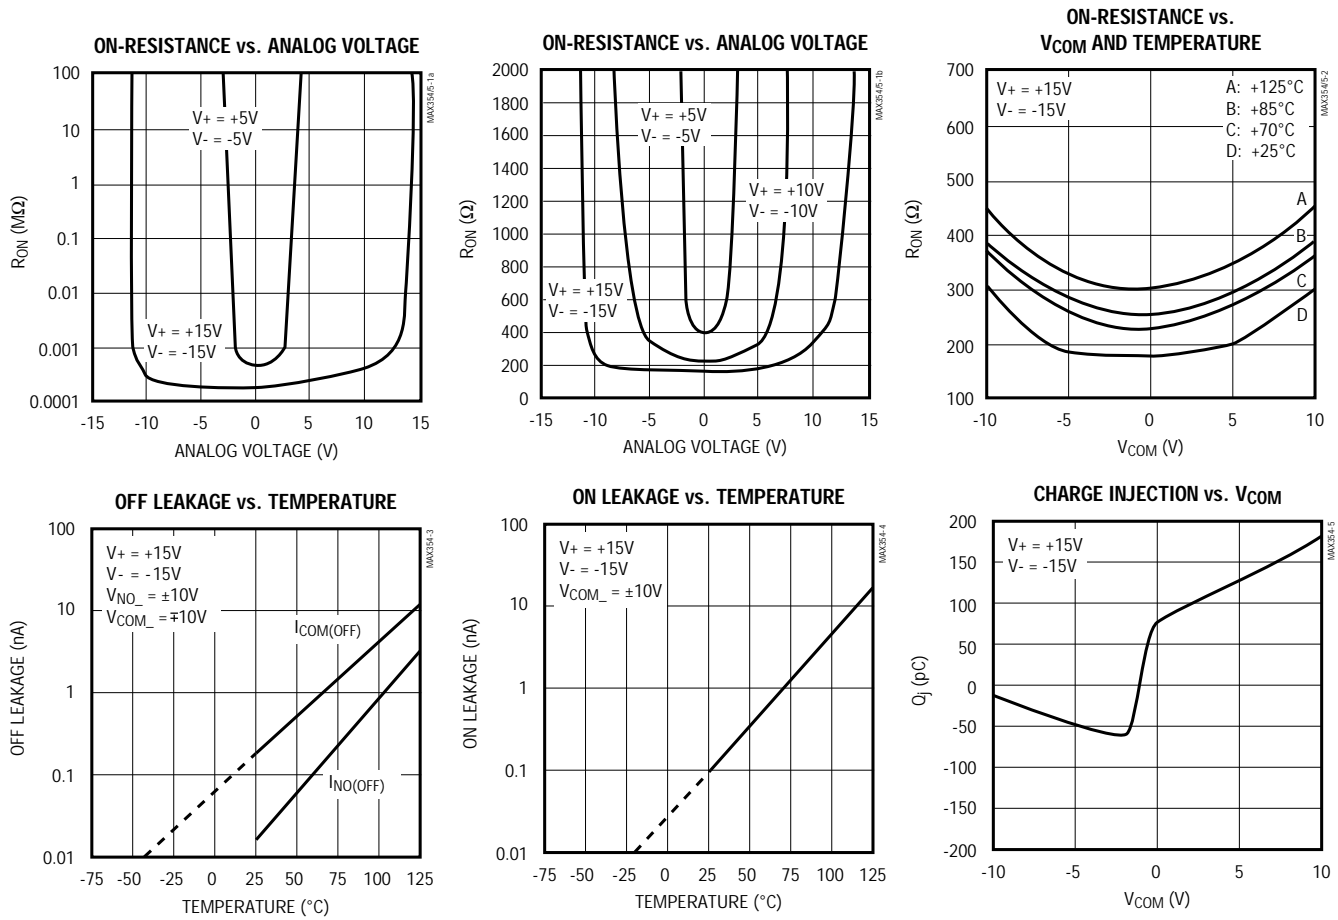 ON-RESISTANCE vs. ANALOG VOLTAGE
MAX354/5-1a
100
10
1
0.1
0.01
0.001
0.0001
RON (MΩ)
V+ = +5V
V- = -5V
V+ = +15V
V- = -15V
-15 -10 -5 0 5 10 15
ANALOG VOLTAGE (V)
ON-RESISTANCE vs. ANALOG VOLTAGE
MAX354/5-1b
2000
1800
1600
1400
1200
2000
800
600
400
200
0
RON (Ω)
V+ = +5V
V- = -5V
V+ = +10V
V- = -10V
V+ = +15V
V- = -15V
-15 -10 -5 0 5 10 15
ANALOG VOLTAGE (V)
ON-RESISTANCE vs.
VCOM AND TEMPERATURE
MAX354/5-2
700
600
500
400
300
200
100
RON (Ω)
V+ = +15V
V- = -15V
A: +125°C
B: +85°C
C: +70°C
D: +25°C
A
B
C
D
-10 -5 0 5 10
VCOM (V)
OFF LEAKAGE vs. TEMPERATURE
MAX354-3
100
10
1
0.1
0.01
OFF LEAKAGE (nA)
V+ = +15V
V- = -15V
VNO_ = ±10V
VCOM_ = ∓10V
ICOM(OFF)
INO(OFF)
-75 -50 -25 0 25 50 75 100 125
TEMPERATURE (°C)
ON LEAKAGE vs. TEMPERATURE
MAX354-4
100
10
1
0.1
0.01
ON LEAKAGE (nA)
V+ = +15V
V- = -15V
VCOM_ = ±10V
-75 -50 -25 0 25 50 75 100 125
TEMPERATURE (°C)
CHARGE INJECTION vs. VCOM
MAX354-5
200
150
100
50
0
-50
-100
-150
-200
Qj (pC)
V+ = +15V
V- = -15V
-10 -5 0 5 10
VCOM (V)